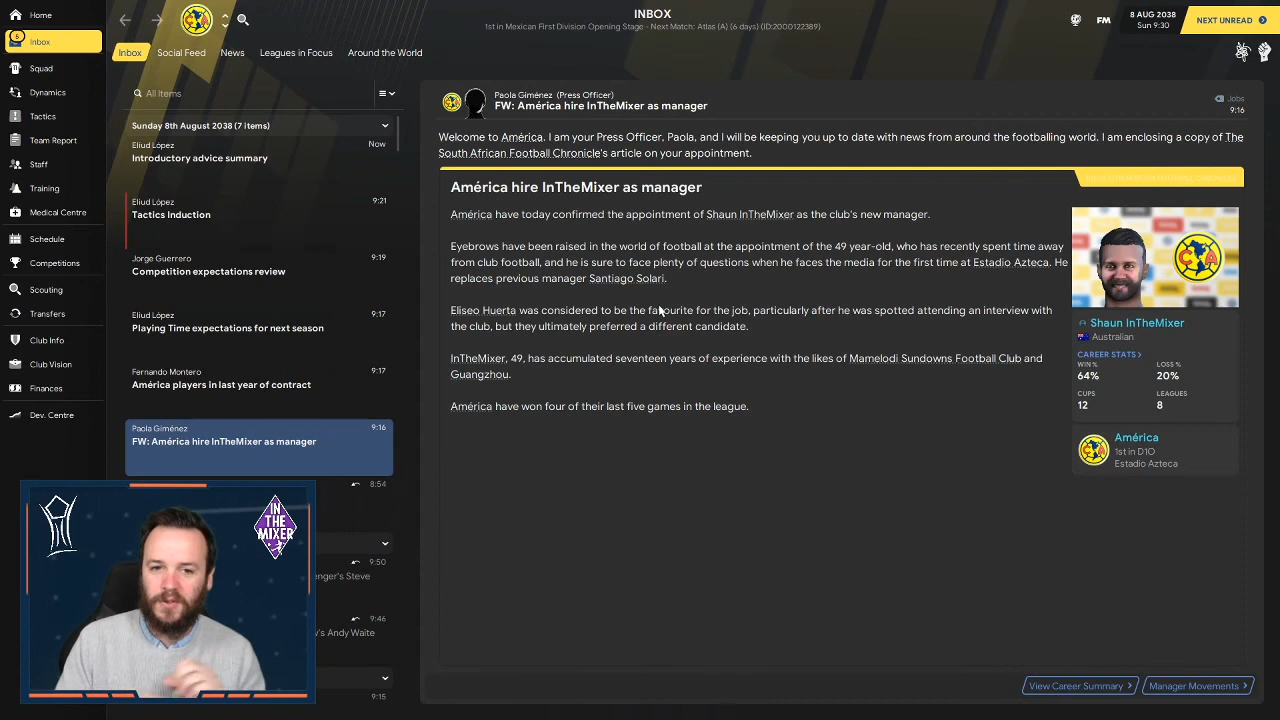 Home
5
Inbox
Squad
Dynamics
Tactics
Team Report
Staff
Training
Medical Centre
Schedule
Competitions
Scouting
Transfers
Club Info
Club Vision
Finances
Dev. Centre
INBOX
1st in Mexican First Division Opening Stage - Next Match: Atlas (A) (6 days) (ID:2000122389)
FM
8 AUG 2038
Sun 9:30
NEXT UNREAD
Inbox
Social Feed
News
Leagues in Focus
Around the World
All Items
Sunday 8th August 2038 (7 items)
Eliud López
Now
Introductory advice summary
Eliud López
9:21
Tactics Induction
Jorge Guerrero
9:19
Competition expectations review
Eliud López
9:17
Playing Time expectations for next season
Fernando Montero
9:17
América players in last year of contract
Paola Giménez
9:16
FW: América hire InTheMixer as manager
8:54
9:50
enger's Steve
9:46
w's Andy Waite
9:15
IN
THE
MIXER
Paola Giménez (Press Officer)
FW: América hire InTheMixer as manager
Jobs
9:16
Welcome to América. I am your Press Officer, Paola, and I will be keeping you up to date with news from around the footballing world. I am enclosing a copy of The
South African Football Chronicle's article on your appointment.
América hire InTheMixer as manager
América have today confirmed the appointment of Shaun InTheMixer as the club's new manager.
Eyebrows have been raised in the world of football at the appointment of the 49 year-old, who has recently spent time away
from club football, and he is sure to face plenty of questions when he faces the media for the first time at Estadio Azteca. He
replaces previous manager Santiago Solari.
Eliseo Huerta was considered to be the favourite for the job, particularly after he was spotted attending an interview with
the club, but they ultimately preferred a different candidate.
InTheMixer, 49, has accumulated seventeen years of experience with the likes of Mamelodi Sundowns Football Club and
Guangzhou.
América have won four of their last five games in the league.
Shaun InTheMixer
Australian
CAREER STATS >
WIN %
LOSS %
64%
20%
CUPS
LEAGUES
12
8
América
1st in D1O
Estadio Azteca
View Career Summary >
Manager Movements >